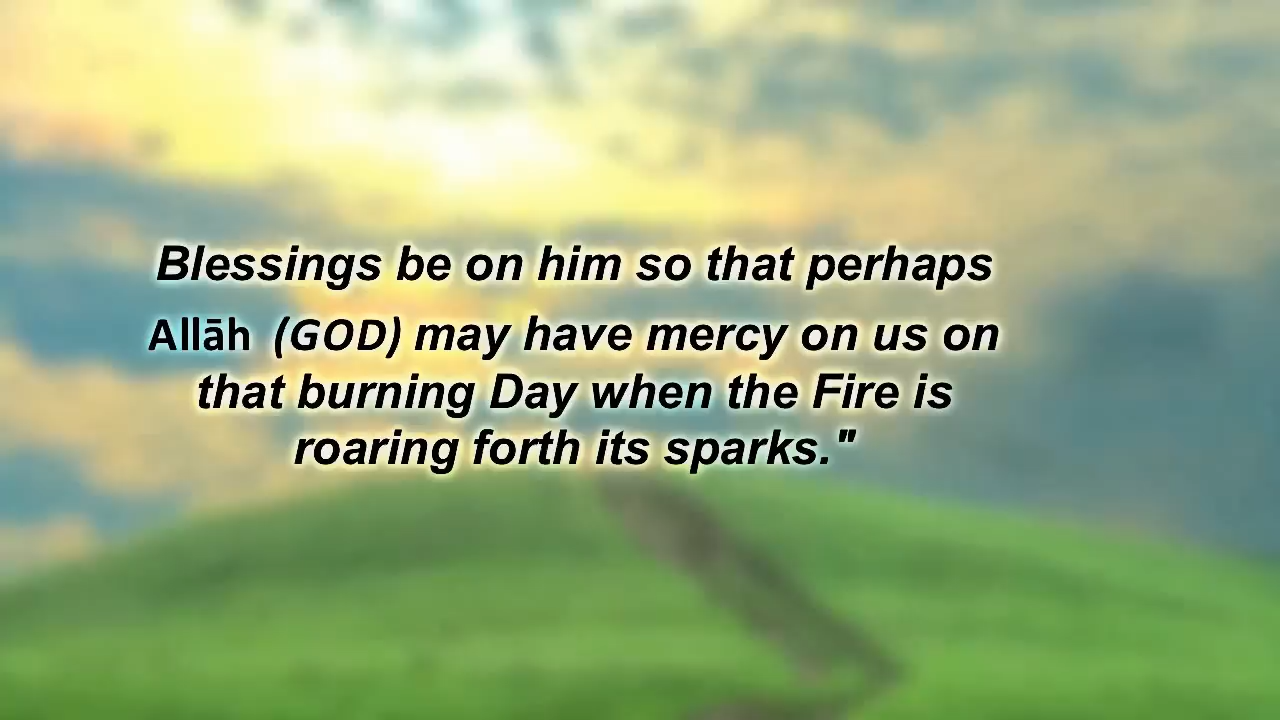 Blessings be on him so that perhaps
Allāh (GOD) may have mercy on us on
that burning Day when the Fire is
roaring forth its sparks."